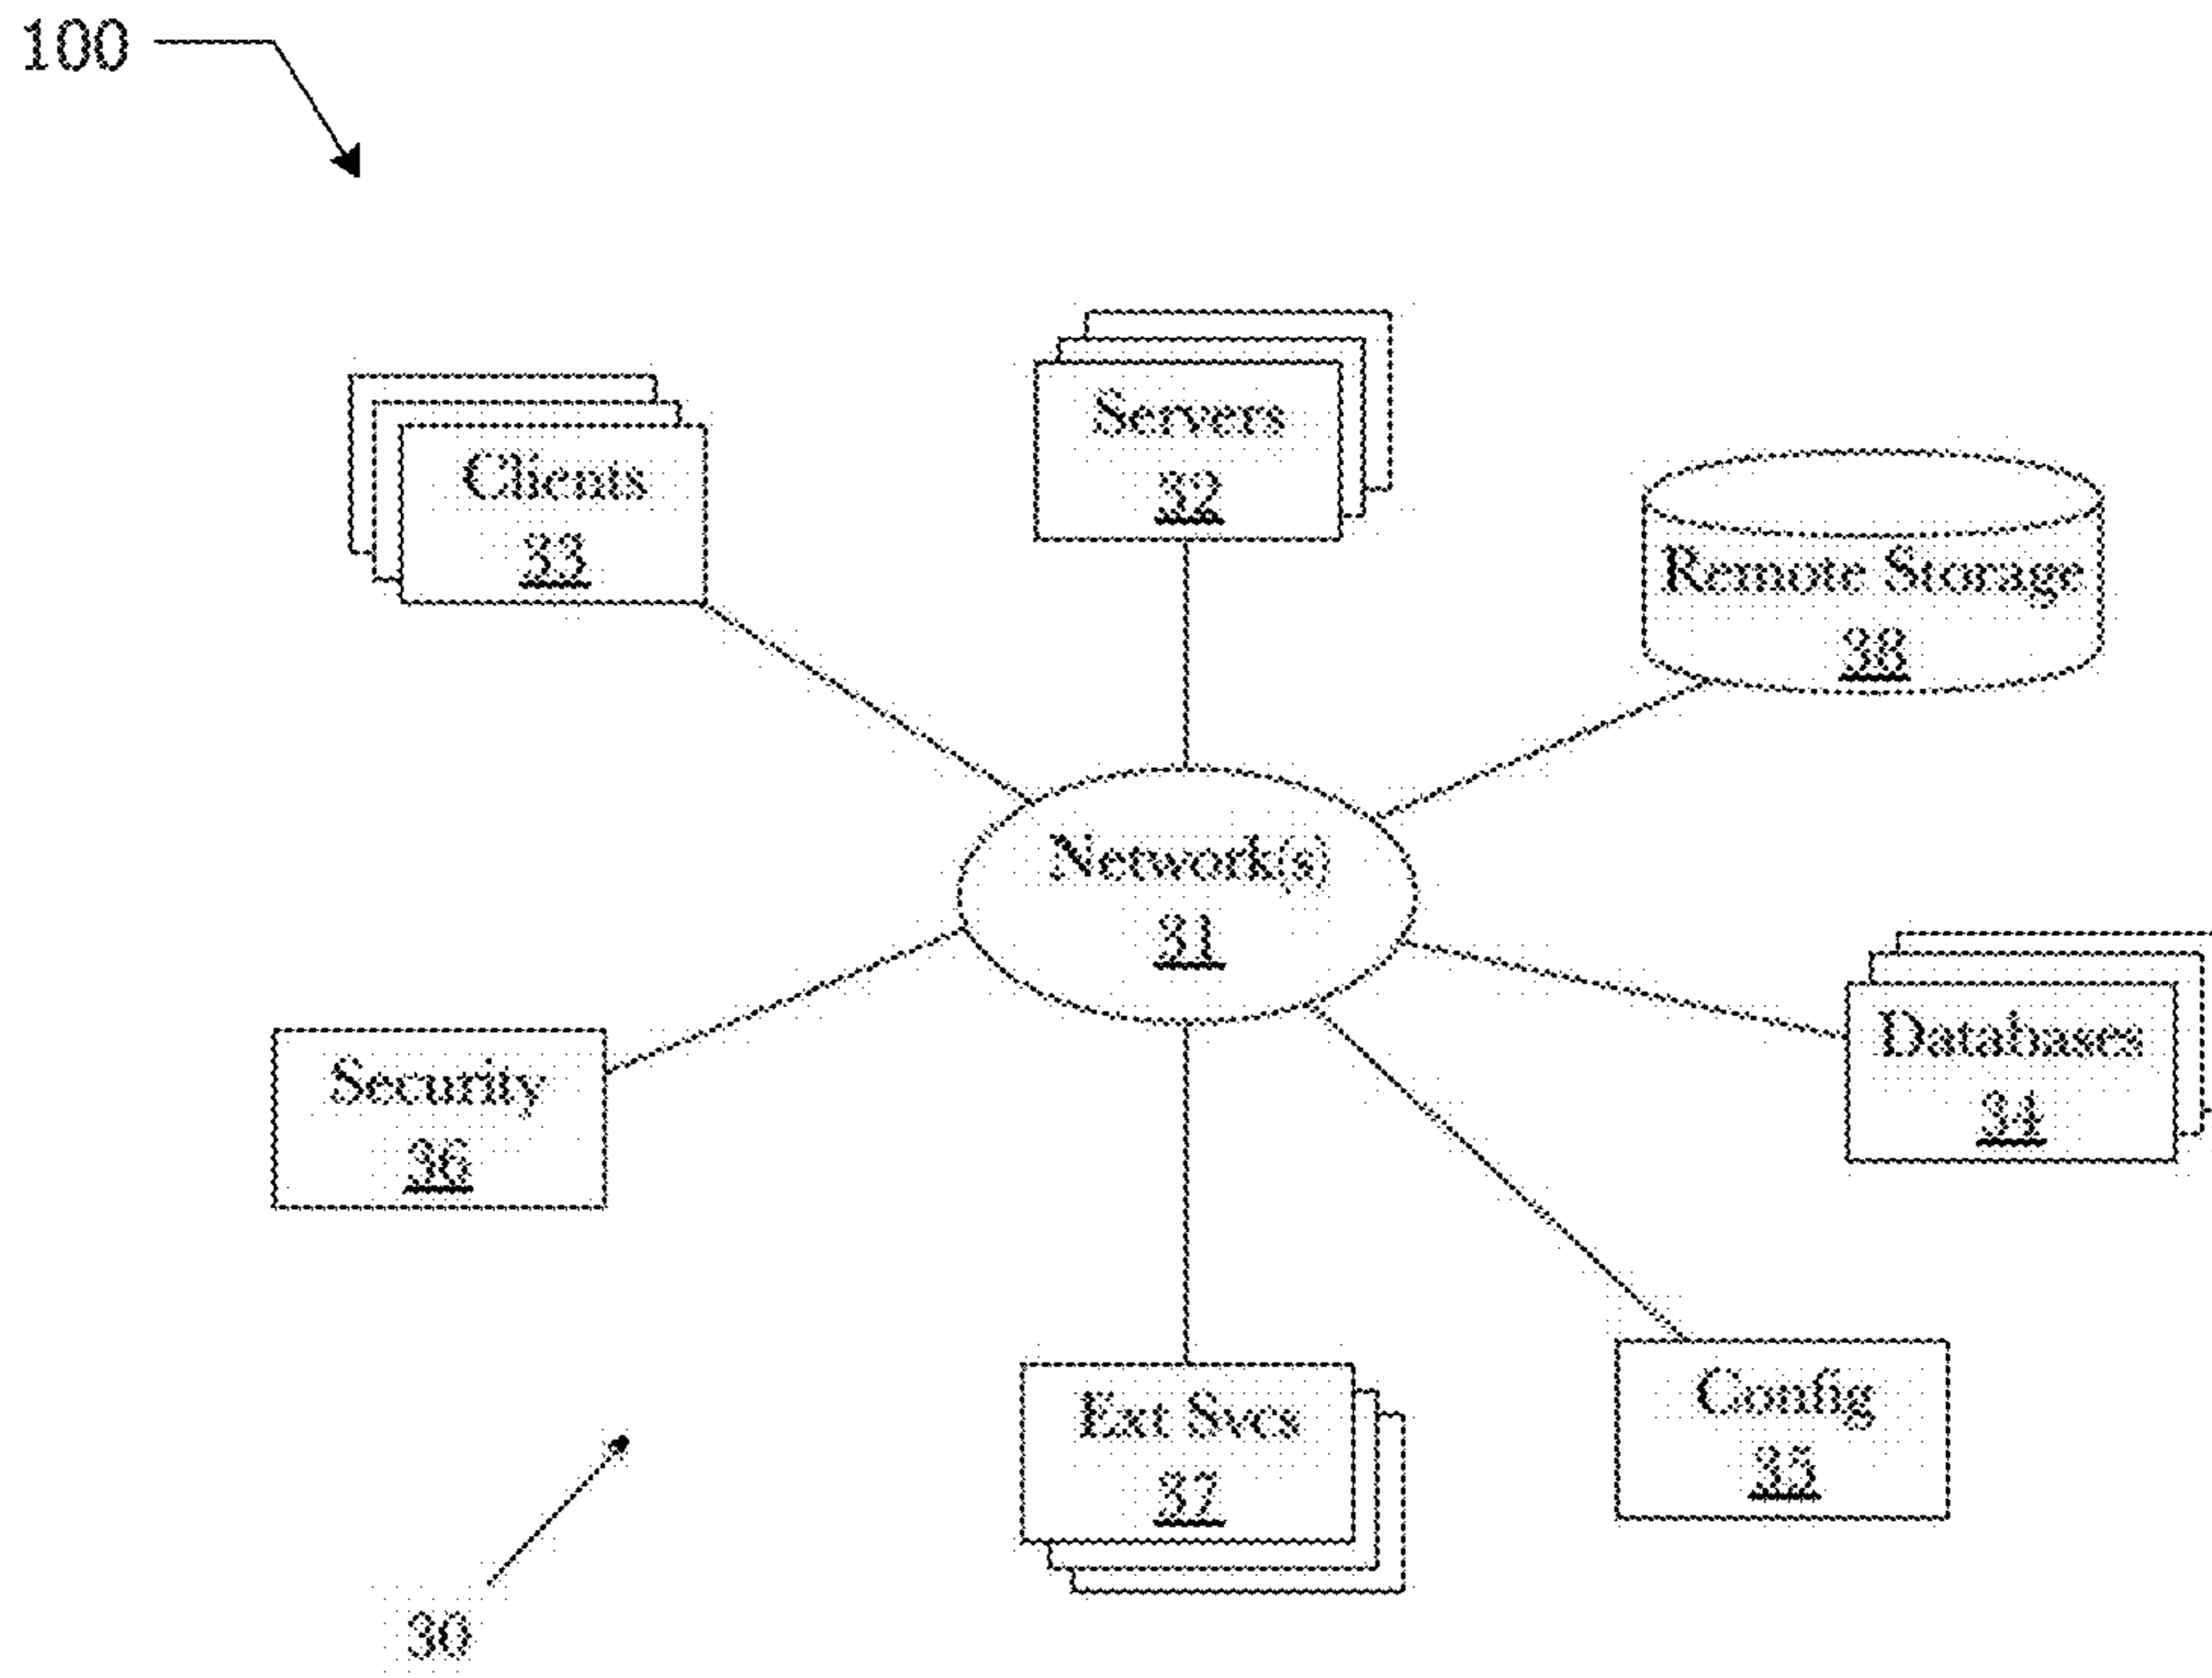 100
Servers
32
Clients
33
Remote Storage
38
Network(s)
31
Databases
34
Security
36
Ext Svcs
37
Config
35
30